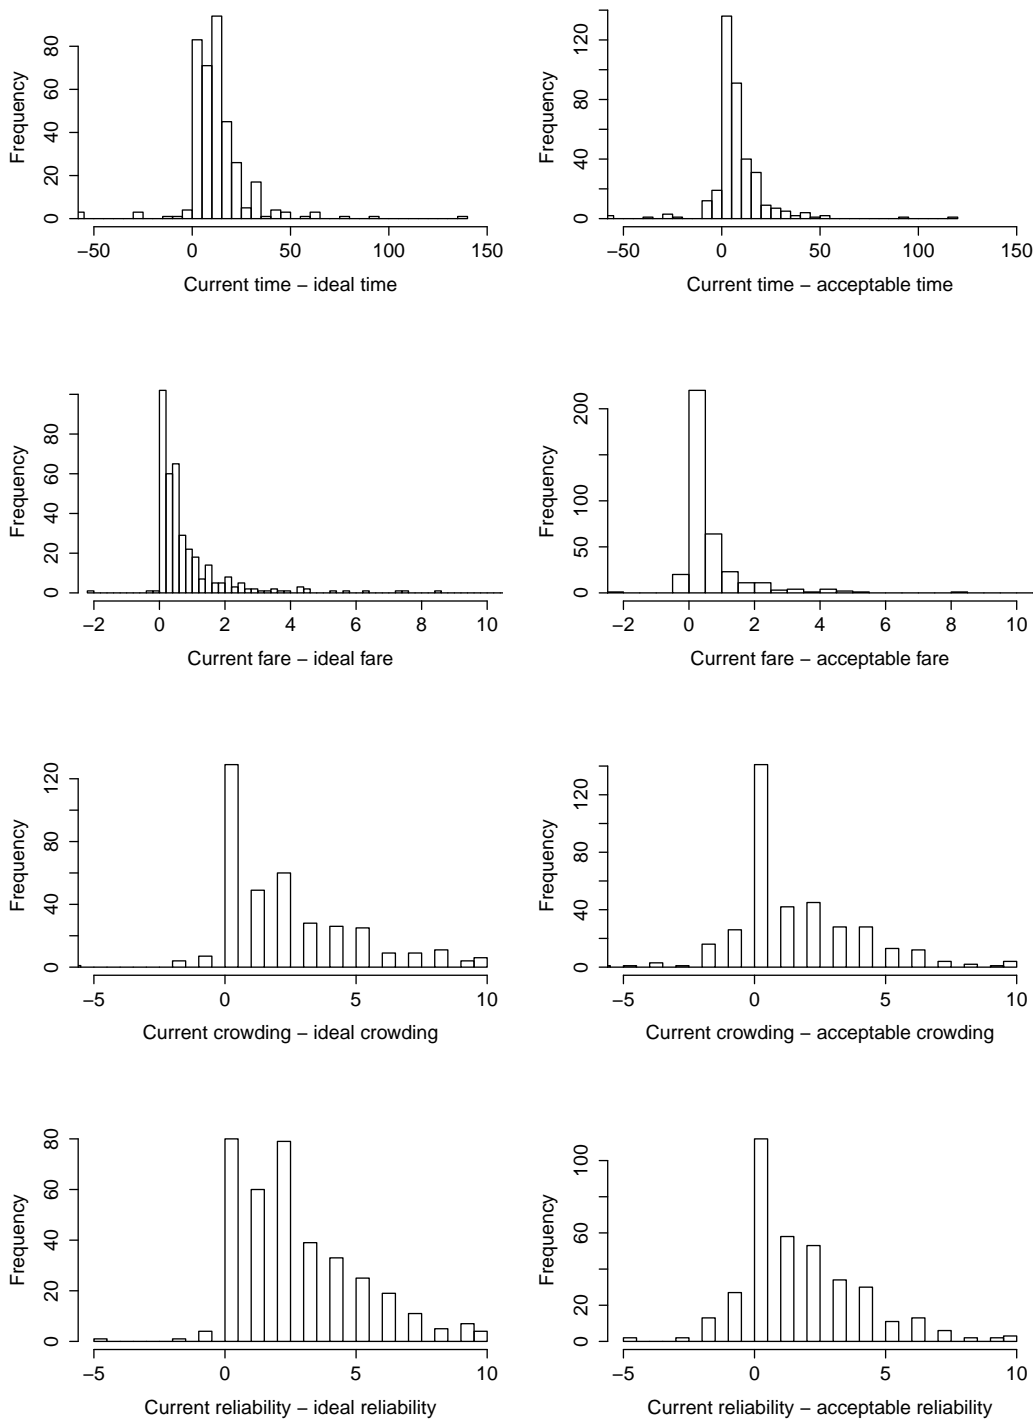 Frequency
0 20 40 60 80
−50 0 50 100 150
Current time − ideal time
Frequency
0 40 80 120
−50 0 50 100 150
Current time − acceptable time
Frequency
0 20 40 60 80
−2 0 2 4 6 8 10
Current fare − ideal fare
Frequency
0 50 100 200
−2 0 2 4 6 8 10
Current fare − acceptable fare
Frequency
0 40 80 120
−5 0 5 10
Current crowding − ideal crowding
Frequency
0 40 80 120
−5 0 5 10
Current crowding − acceptable crowding
Frequency
0 20 40 60 80
−5 0 5 10
Current reliability − ideal reliability
Frequency
0 20 60 100
−5 0 5 10
Current reliability − acceptable reliability